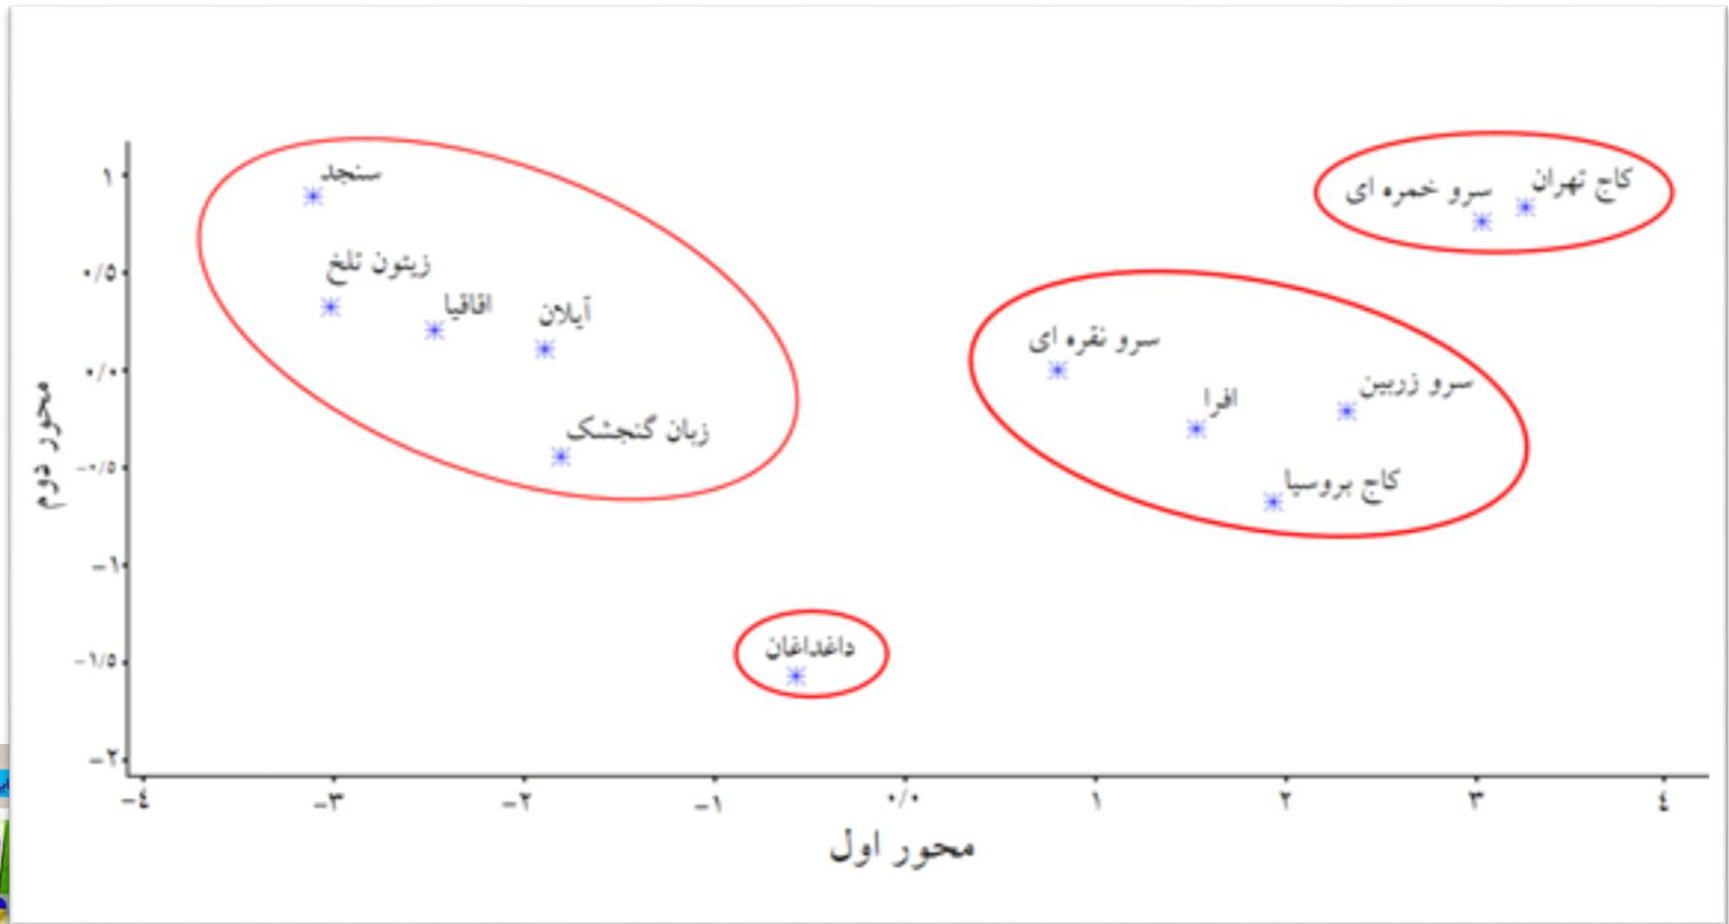 سنجد
کاج تهران
سرو خمره ای
زیتون تلخ
اقاقیا
آیلان
سرو نقره ای
سرو زربین
افرا
زبان گنجشک
کاج بروسیا
داغداغان
محور دوم
۱
۰/۵
۰/۰
-۰/۵
-۱
-۱/۵
-۲
-٤ -۳ -۲ -۱ ۰/۰ ۱ ۲ ۳ ٤
محور اول